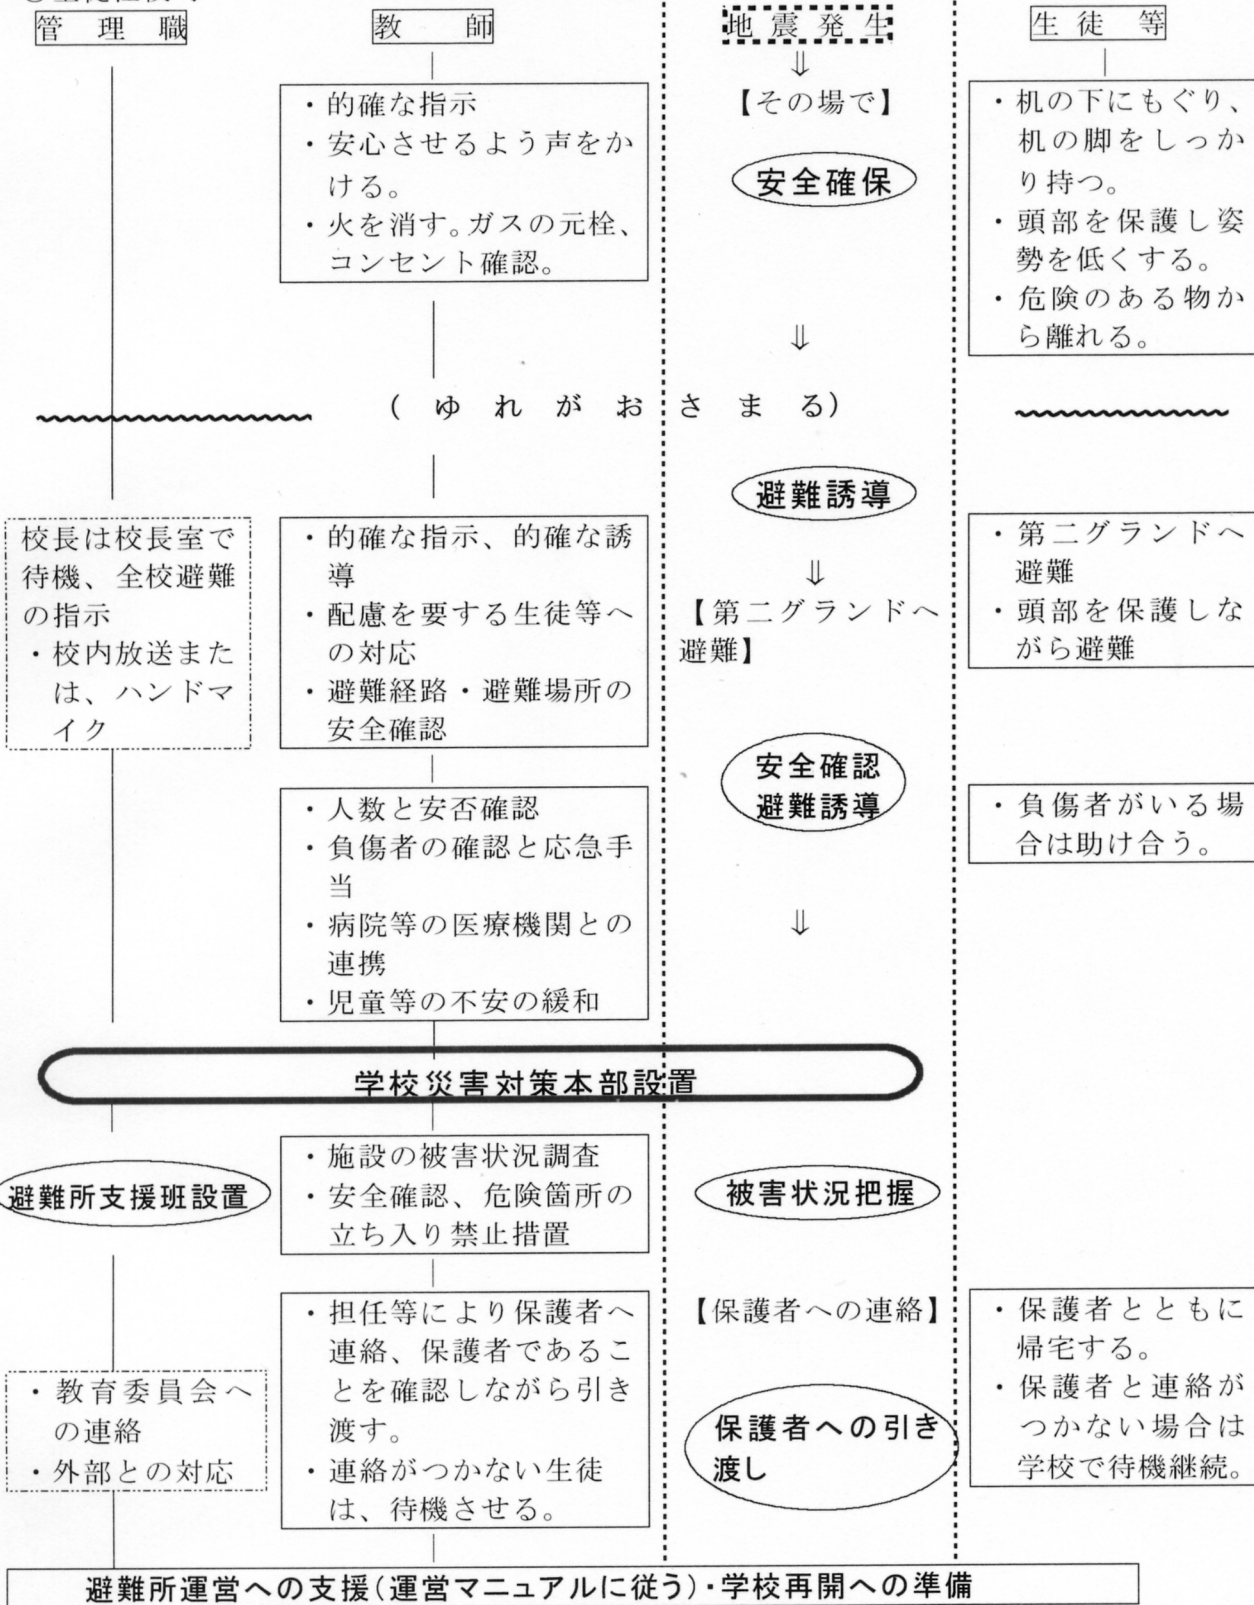 管理職
教師
地震発生
生徒等
⇓
・的確な指示
・安心させるよう声をか
ける。
・火を消す。ガスの元栓、
コンセント確認。
【その場で】
安全確保
⇓
・机の下にもぐり、
机の脚をしっか
り持つ。
・頭部を保護し姿
勢を低くする。
・危険のある物か
ら離れる。
(ゆれがおさまる)
避難誘導
校長は校長室で
待機、全校避難
の指示
・校内放送また
は、ハンドマ
イク
・的確な指示、的確な誘
導
・配慮を要する生徒等へ
の対応
・避難経路・避難場所の
安全確認
⇓
【第二グランドへ
避難】
・第二グランドへ
避難
・頭部を保護しな
がら避難
安全確認
避難誘導
・人数と安否確認
・負傷者の確認と応急手
当
・病院等の医療機関との
連携
・児童等の不安の緩和
⇓
・負傷者がいる場
合は助け合う。
学校災害対策本部設置
避難所支援班設置
・施設の被害状況調査
・安全確認、危険箇所の
立ち入り禁止措置
被害状況把握
・教育委員会へ
の連絡
・外部との対応
・担任等により保護者へ
連絡、保護者であるこ
とを確認しながら引き
渡す。
・連絡がつかない生徒
は、待機させる。
【保護者への連絡】
保護者への引き
渡し
・保護者とともに
帰宅する。
・保護者と連絡が
つかない場合は
学校で待機継続。
避難所運営への支援(運営マニュアルに従う)・学校再開への準備